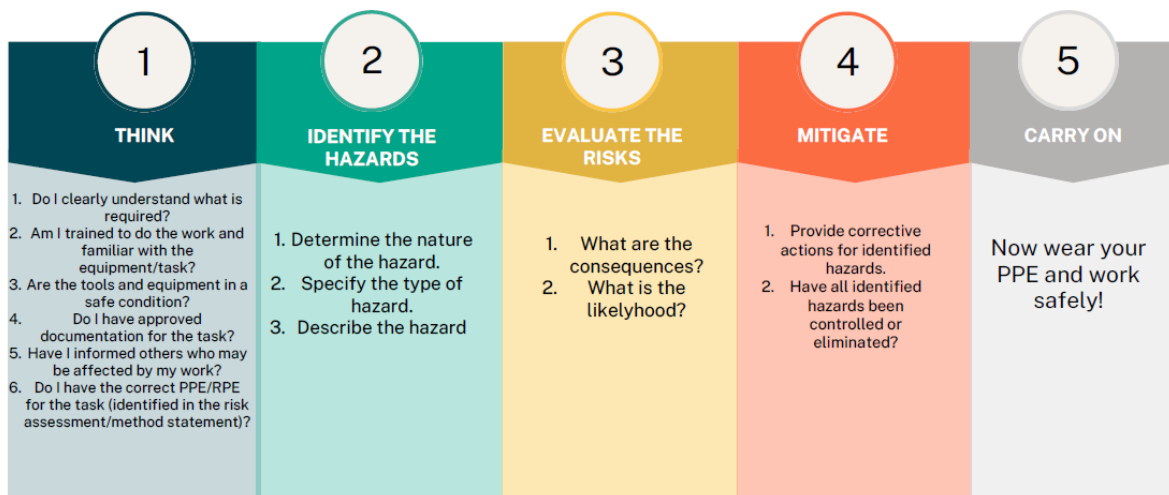 1
THINK
1. Do I clearly understand what is
required?
2. Am I trained to do the work and
familiar with the
equipment/task?
3. Are the tools and equipment in a
safe condition?
4. Do I have approved
documentation for the task?
5. Have I informed others who may
be affected by my work?
6. Do I have the correct PPE/RPE
for the task (identified in the risk
assessment/method statement)?
2
IDENTIFY THE
HAZARDS
1. Determine the nature
of the hazard.
2. Specify the type of
hazard.
3. Describe the hazard
3
EVALUATE THE
RISKS
1. What are the
consequences?
2. What is the
likelyhood?
4
MITIGATE
1. Provide corrective
actions for identified
hazards.
2. Have all identified
hazards been
controlled or
eliminated?
5
CARRY ON
Now wear your
PPE and work
safely!